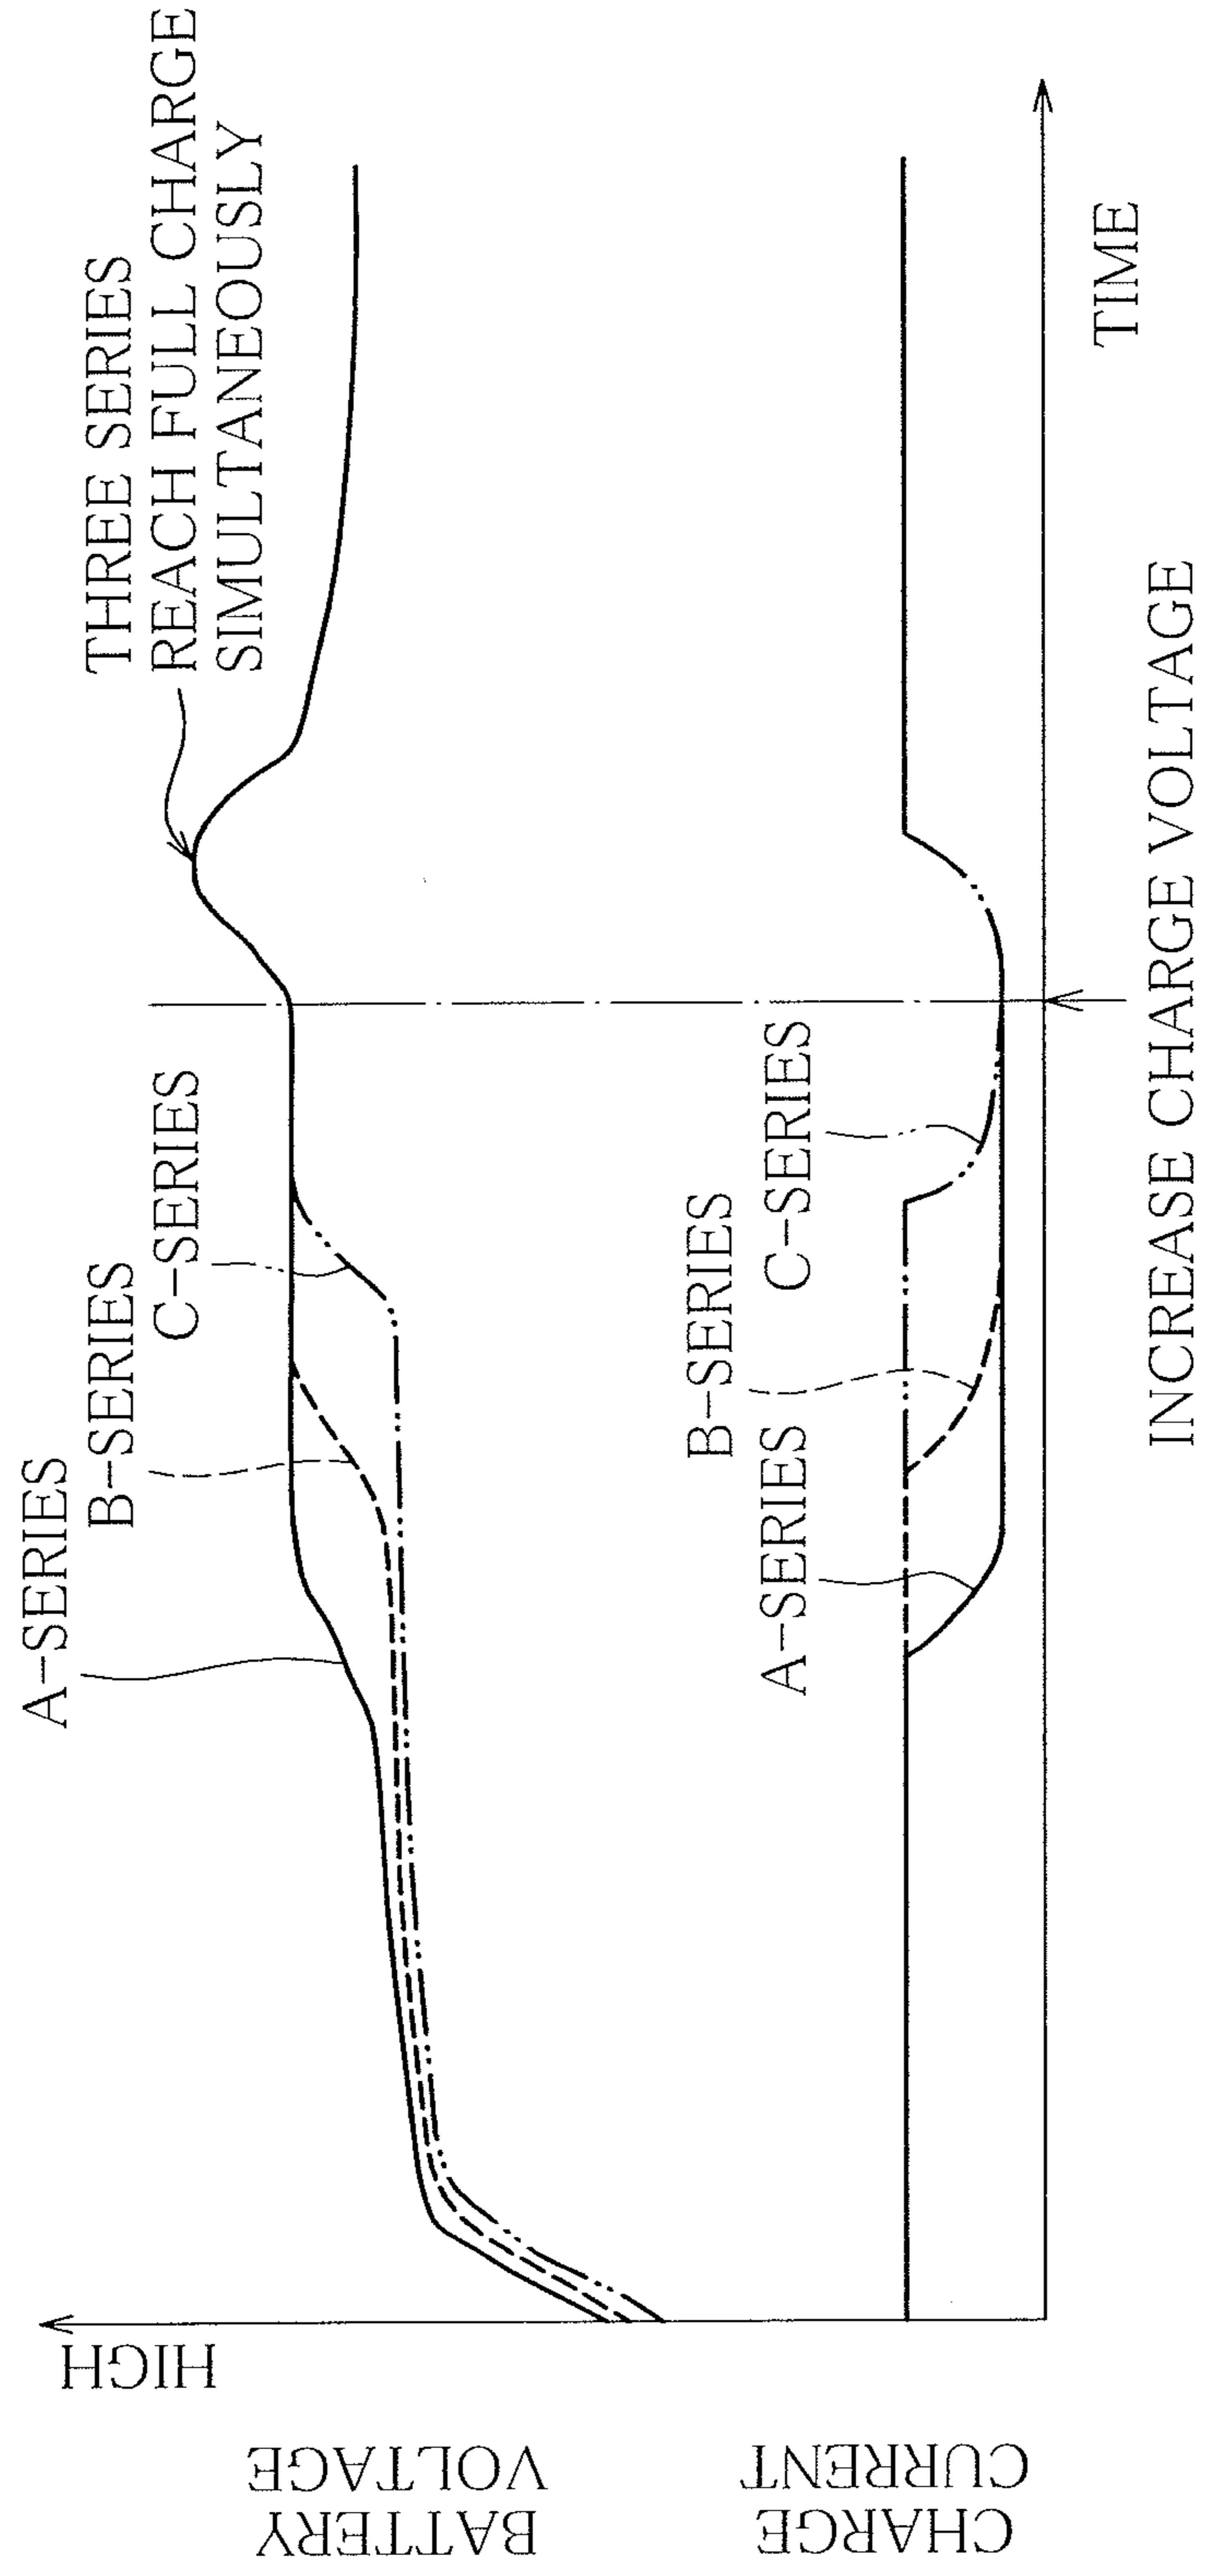 HIGH
BATTERY
VOLTAGE
CHARGE
CURRENT
A-SERIES
B-SERIES
C-SERIES
THREE SERIES
REACH FULL CHARGE
SIMULTANEOUSLY
A-SERIES
B-SERIES
C-SERIES
TIME
INCREASE CHARGE VOLTAGE